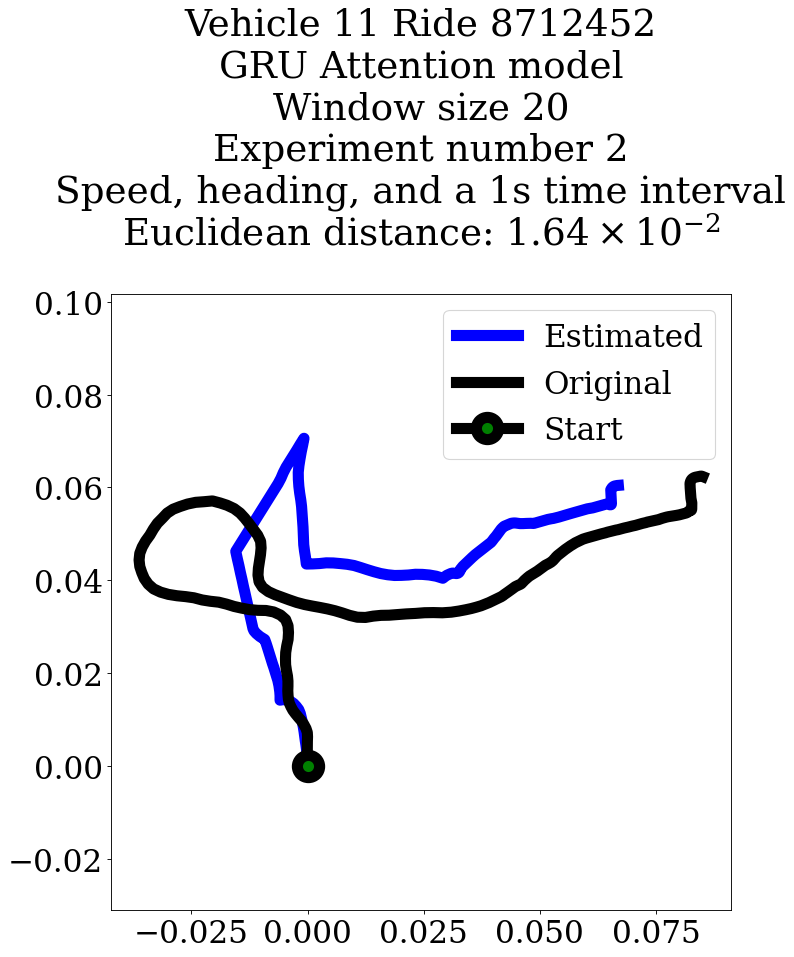 Vehicle 11 Ride 8712452
GRU Attention model
Window size 20
Experiment number 2
Speed, heading, and a 1s time interval
Euclidean distance: 1.64 × 10⁻²
Estimated
Original
Start
0.10
0.08
0.06
0.04
0.02
0.00
−0.02
−0.025 0.000 0.025 0.050 0.075